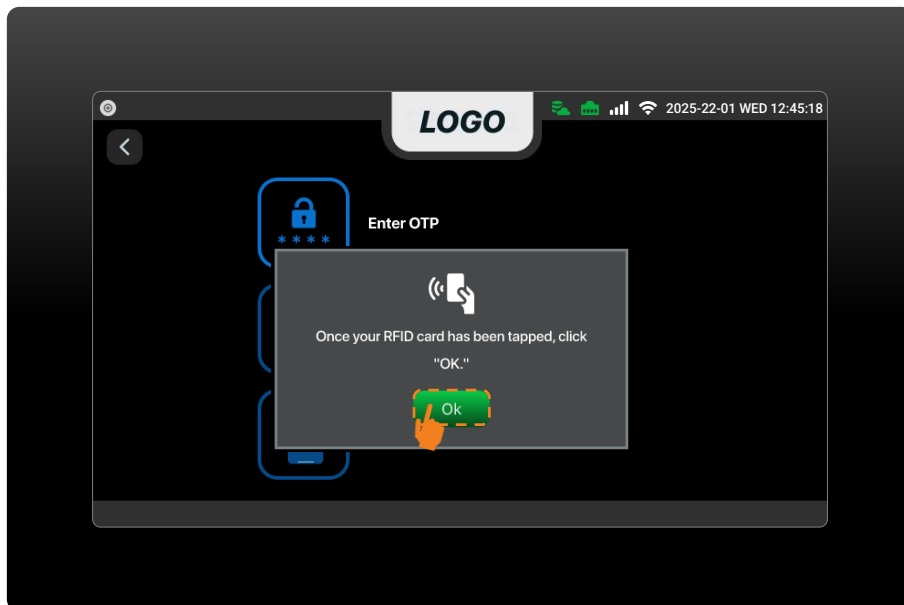 LOGO
2025-22-01 WED 12:45:18
Enter OTP
****
Once your RFID card has been tapped, click
"OK."
Ok